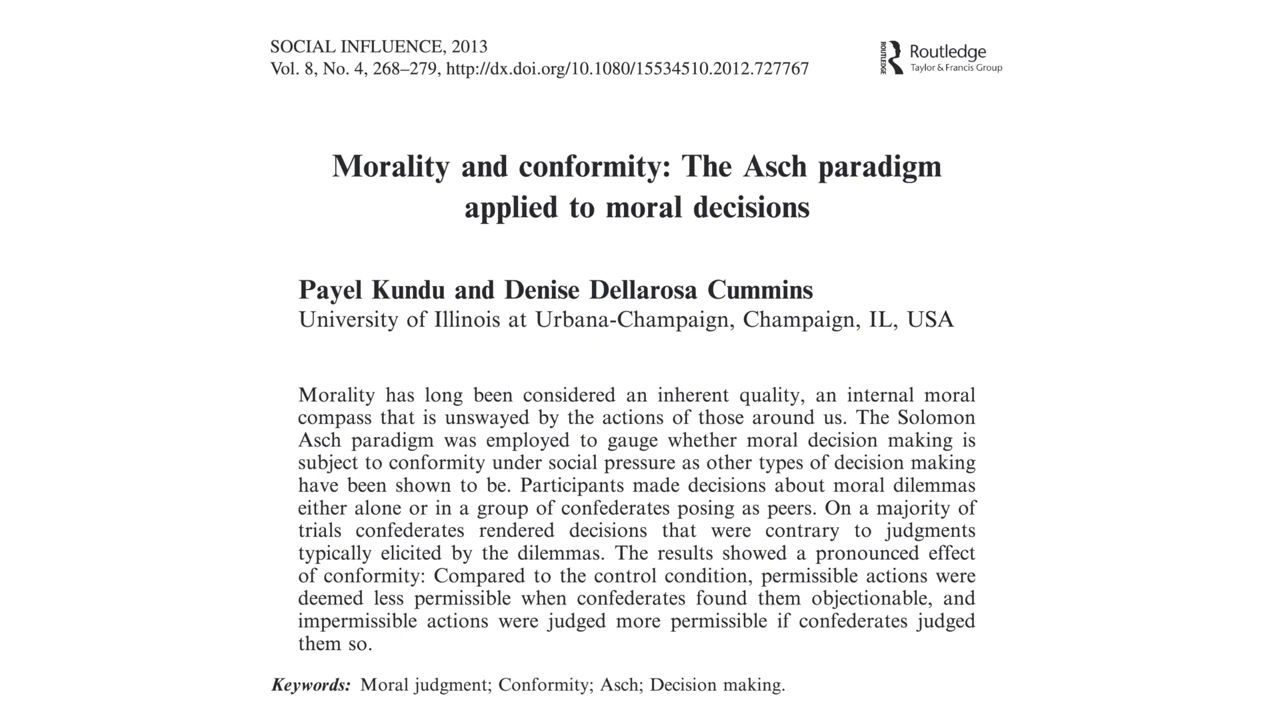 SOCIAL INFLUENCE, 2013
Vol. 8, No. 4, 268–279, http://dx.doi.org/10.1080/15534510.2012.727767
ROUTLEDGE
Routledge
Taylor & Francis Group
Morality and conformity: The Asch paradigm
applied to moral decisions
Payel Kundu and Denise Dellarosa Cummins
University of Illinois at Urbana-Champaign, Champaign, IL, USA
Morality has long been considered an inherent quality, an internal moral
compass that is unswayed by the actions of those around us. The Solomon
Asch paradigm was employed to gauge whether moral decision making is
subject to conformity under social pressure as other types of decision making
have been shown to be. Participants made decisions about moral dilemmas
either alone or in a group of confederates posing as peers. On a majority of
trials confederates rendered decisions that were contrary to judgments
typically elicited by the dilemmas. The results showed a pronounced effect
of conformity: Compared to the control condition, permissible actions were
deemed less permissible when confederates found them objectionable, and
impermissible actions were judged more permissible if confederates judged
them so.
Keywords: Moral judgment; Conformity; Asch; Decision making.